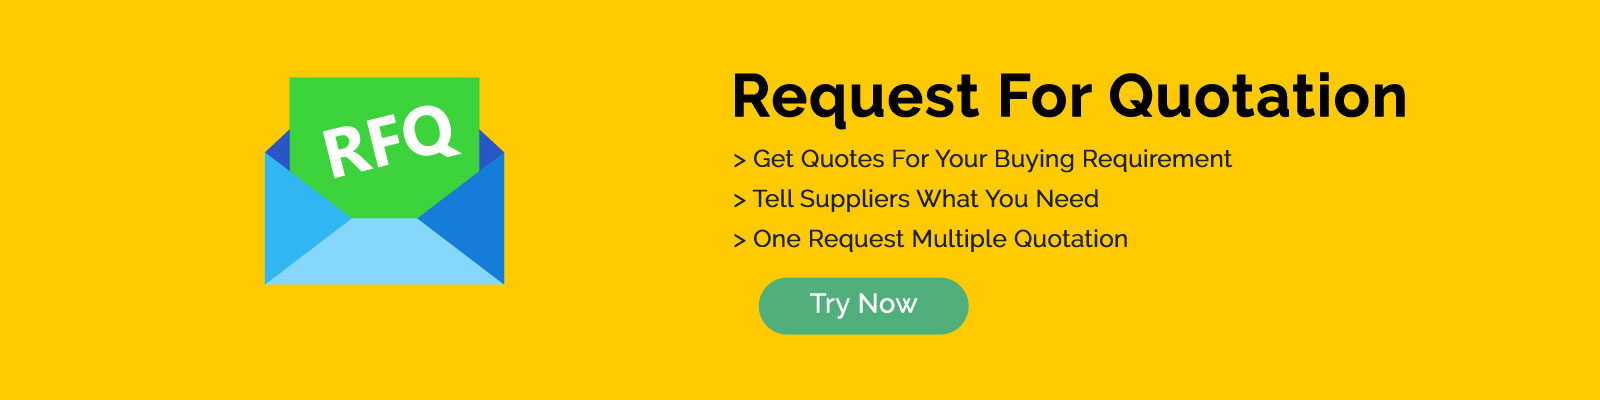 RFQ
Request For Quotation
> Get Quotes For Your Buying Requirement
> Tell Suppliers What You Need
> One Request Multiple Quotation
Try Now